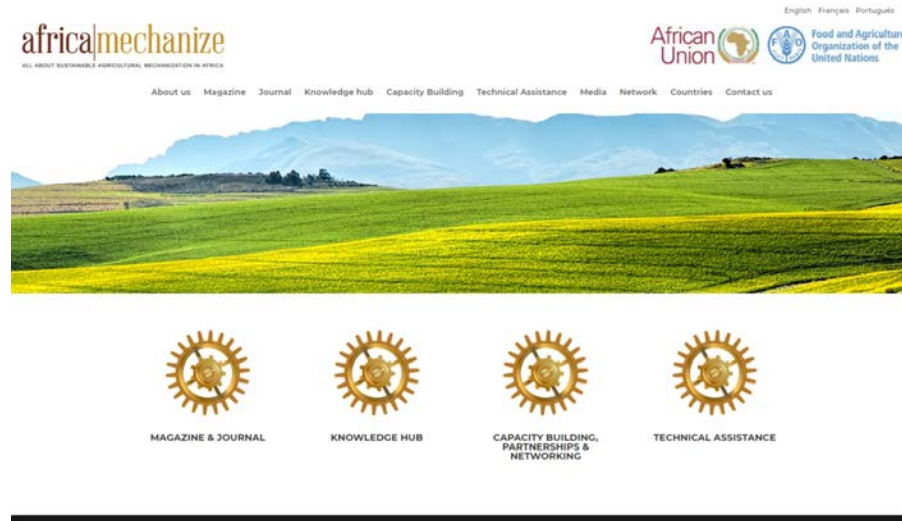 English Français Português
africa|mechanize
ALL ABOUT SUSTAINABLE AGRICULTURAL MECHANIZATION IN AFRICA
African
Union
FAO
Food and Agriculture
Organization of the
United Nations
About us Magazine Journal Knowledge hub Capacity Building Technical Assistance Media Network Countries Contact us
MAGAZINE & JOURNAL
KNOWLEDGE HUB
CAPACITY BUILDING,
PARTNERSHIPS &
NETWORKING
TECHNICAL ASSISTANCE